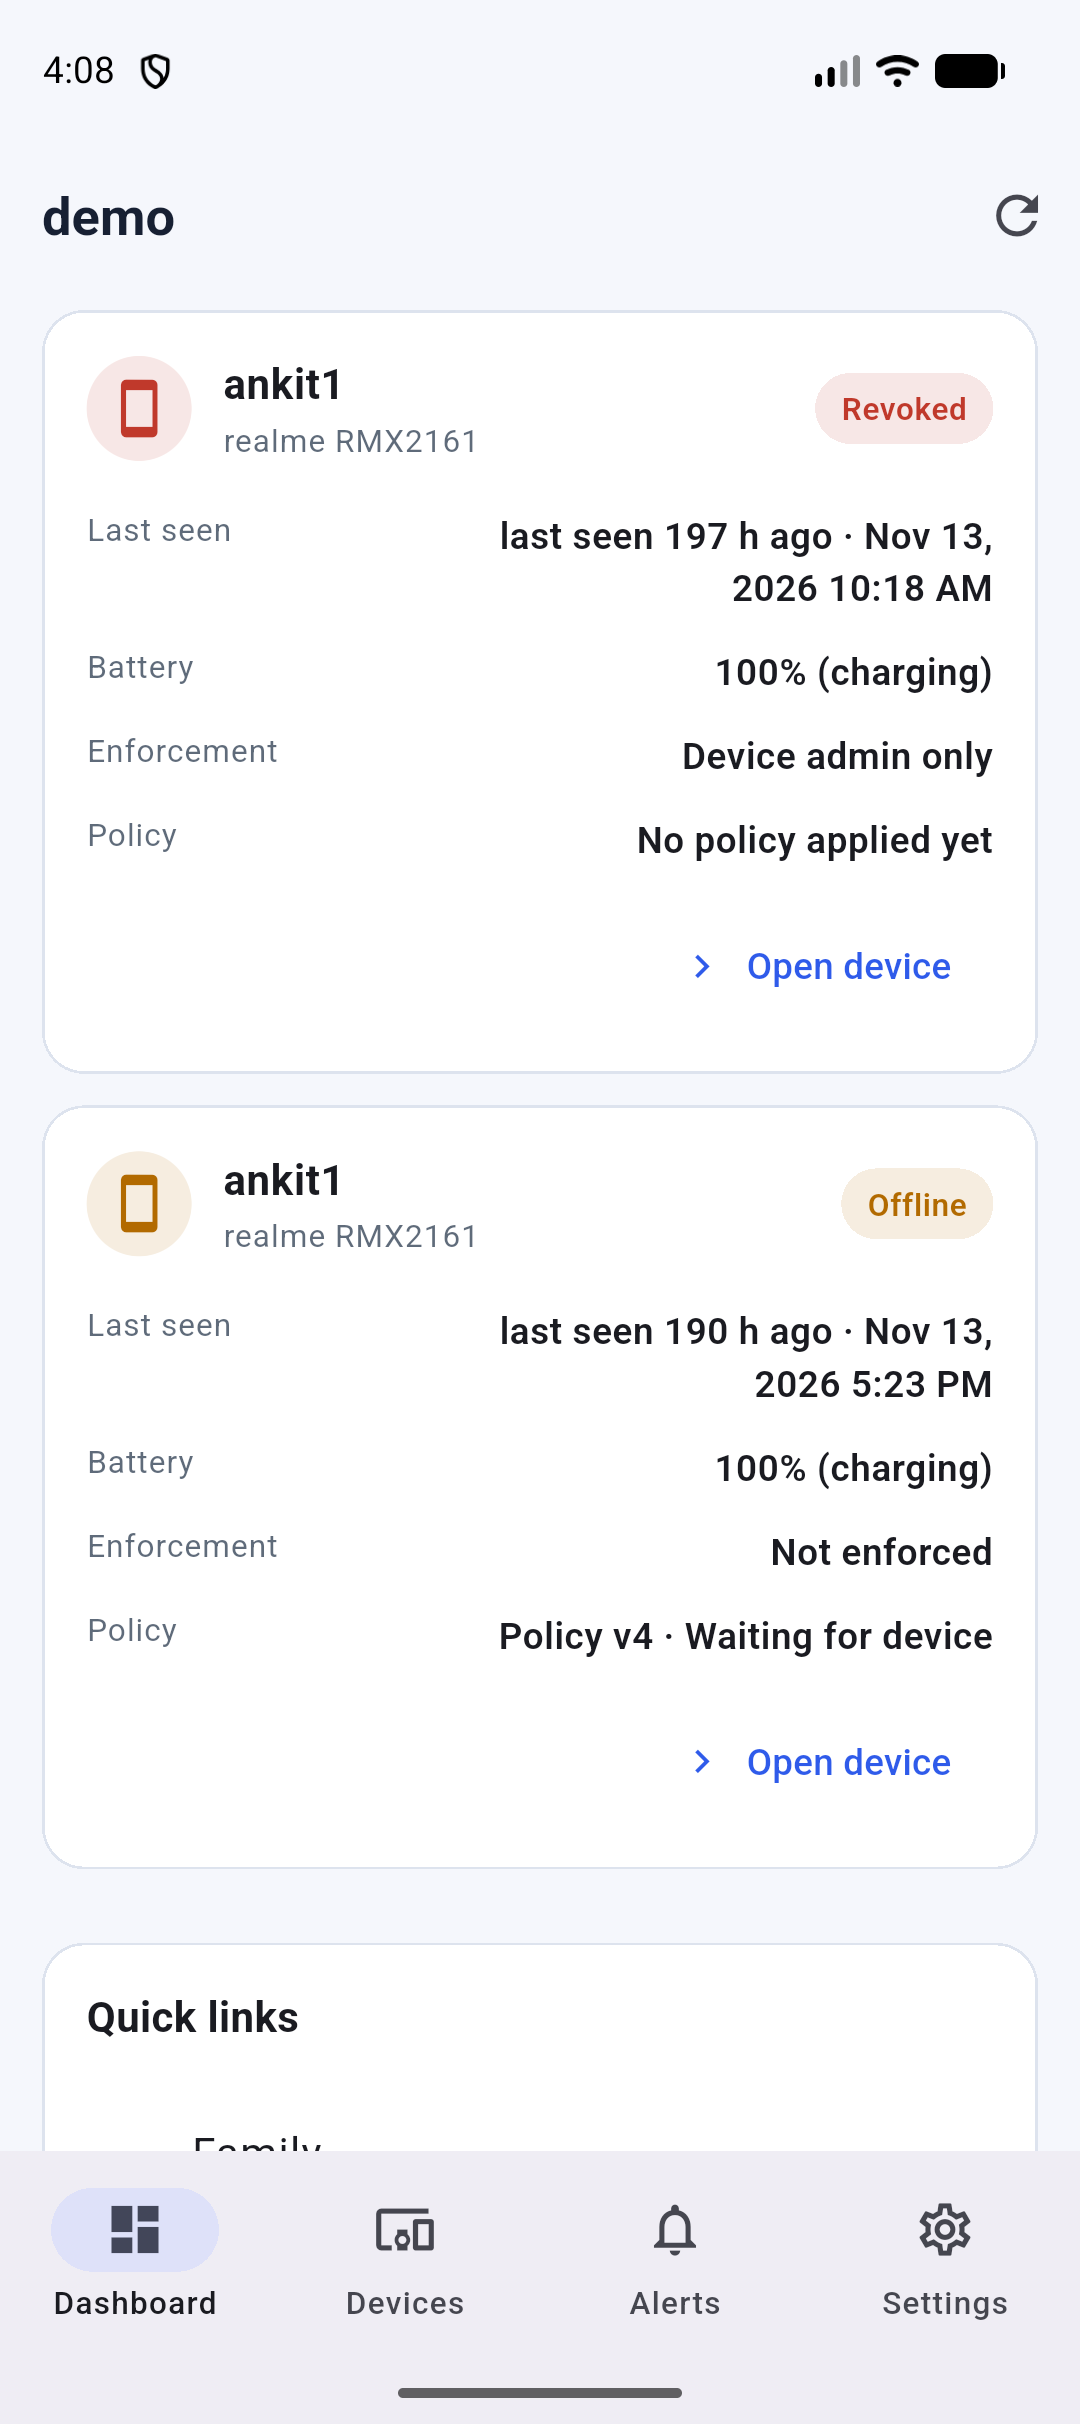 4:08
demo
ankit1
realme RMX2161
Revoked
Last seen
last seen 197 h ago · Nov 13,
2026 10:18 AM
Battery
100% (charging)
Enforcement
Device admin only
Policy
No policy applied yet
Open device
ankit1
realme RMX2161
Offline
Last seen
last seen 190 h ago · Nov 13,
2026 5:23 PM
Battery
100% (charging)
Enforcement
Not enforced
Policy
Policy v4 · Waiting for device
Open device
Quick links
Family
Dashboard
Devices
Alerts
Settings